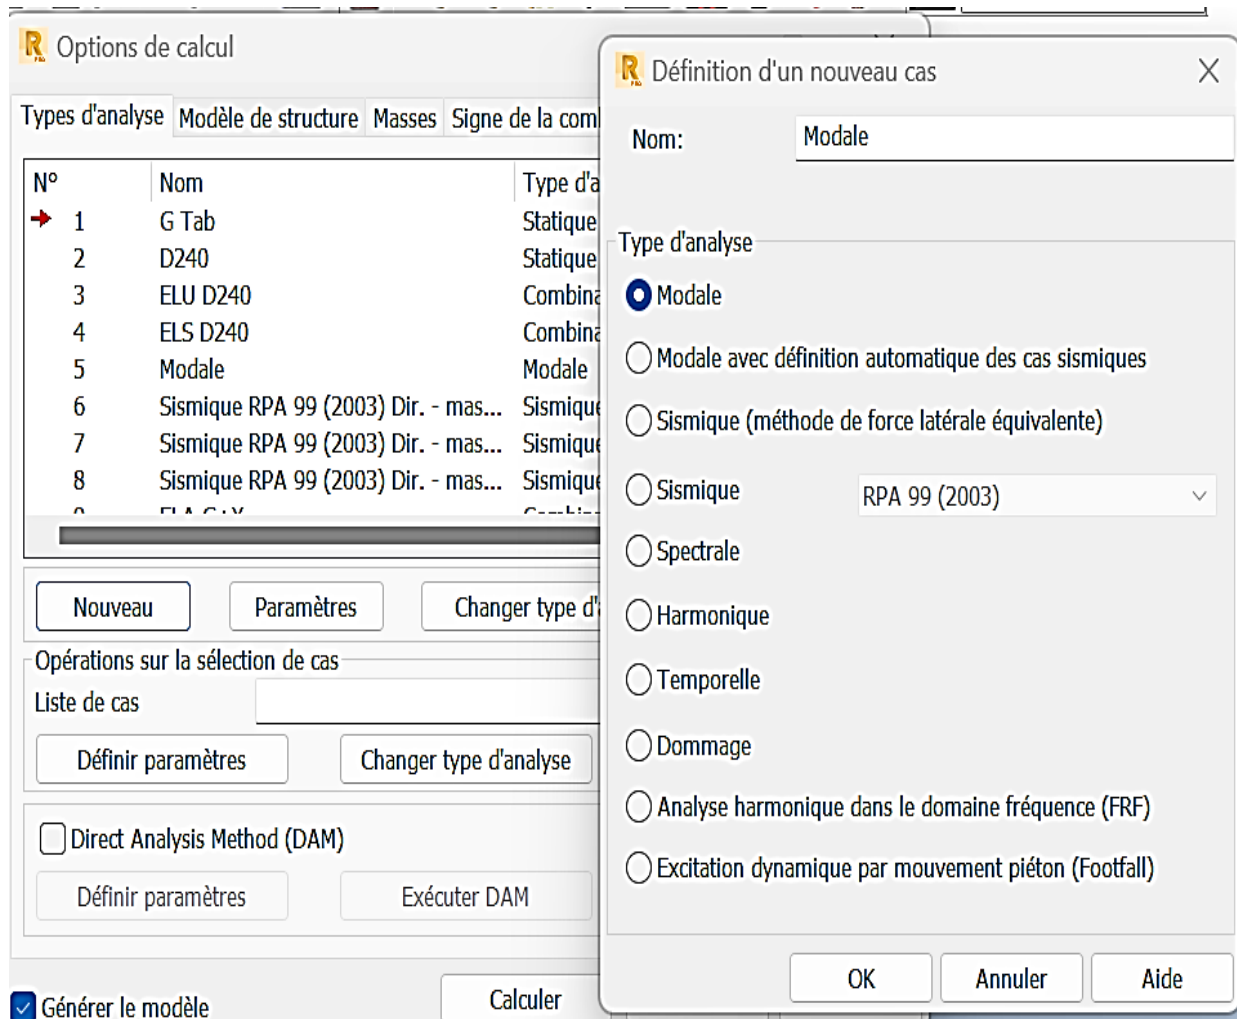 Options de calcul
Types d'analyse Modèle de structure Masses Signe de la com
N° Nom Type d'a
1 G Tab Statique
2 D240 Statique
3 ELU D240 Combina
4 ELS D240 Combina
5 Modale Modale
6 Sismique RPA 99 (2003) Dir. - mas... Sismique
7 Sismique RPA 99 (2003) Dir. - mas... Sismique
8 Sismique RPA 99 (2003) Dir. - mas... Sismique
Nouveau Paramètres Changer type d'
Opérations sur la sélection de cas
Liste de cas
Définir paramètres Changer type d'analyse
Direct Analysis Method (DAM)
Définir paramètres Exécuter DAM
Générer le modèle Calculer
Définition d'un nouveau cas
Nom: Modale
Type d'analyse
Modale
Modale avec définition automatique des cas sismiques
Sismique (méthode de force latérale équivalente)
Sismique RPA 99 (2003)
Spectrale
Harmonique
Temporelle
Dommage
Analyse harmonique dans le domaine fréquence (FRF)
Excitation dynamique par mouvement piéton (Footfall)
OK Annuler Aide